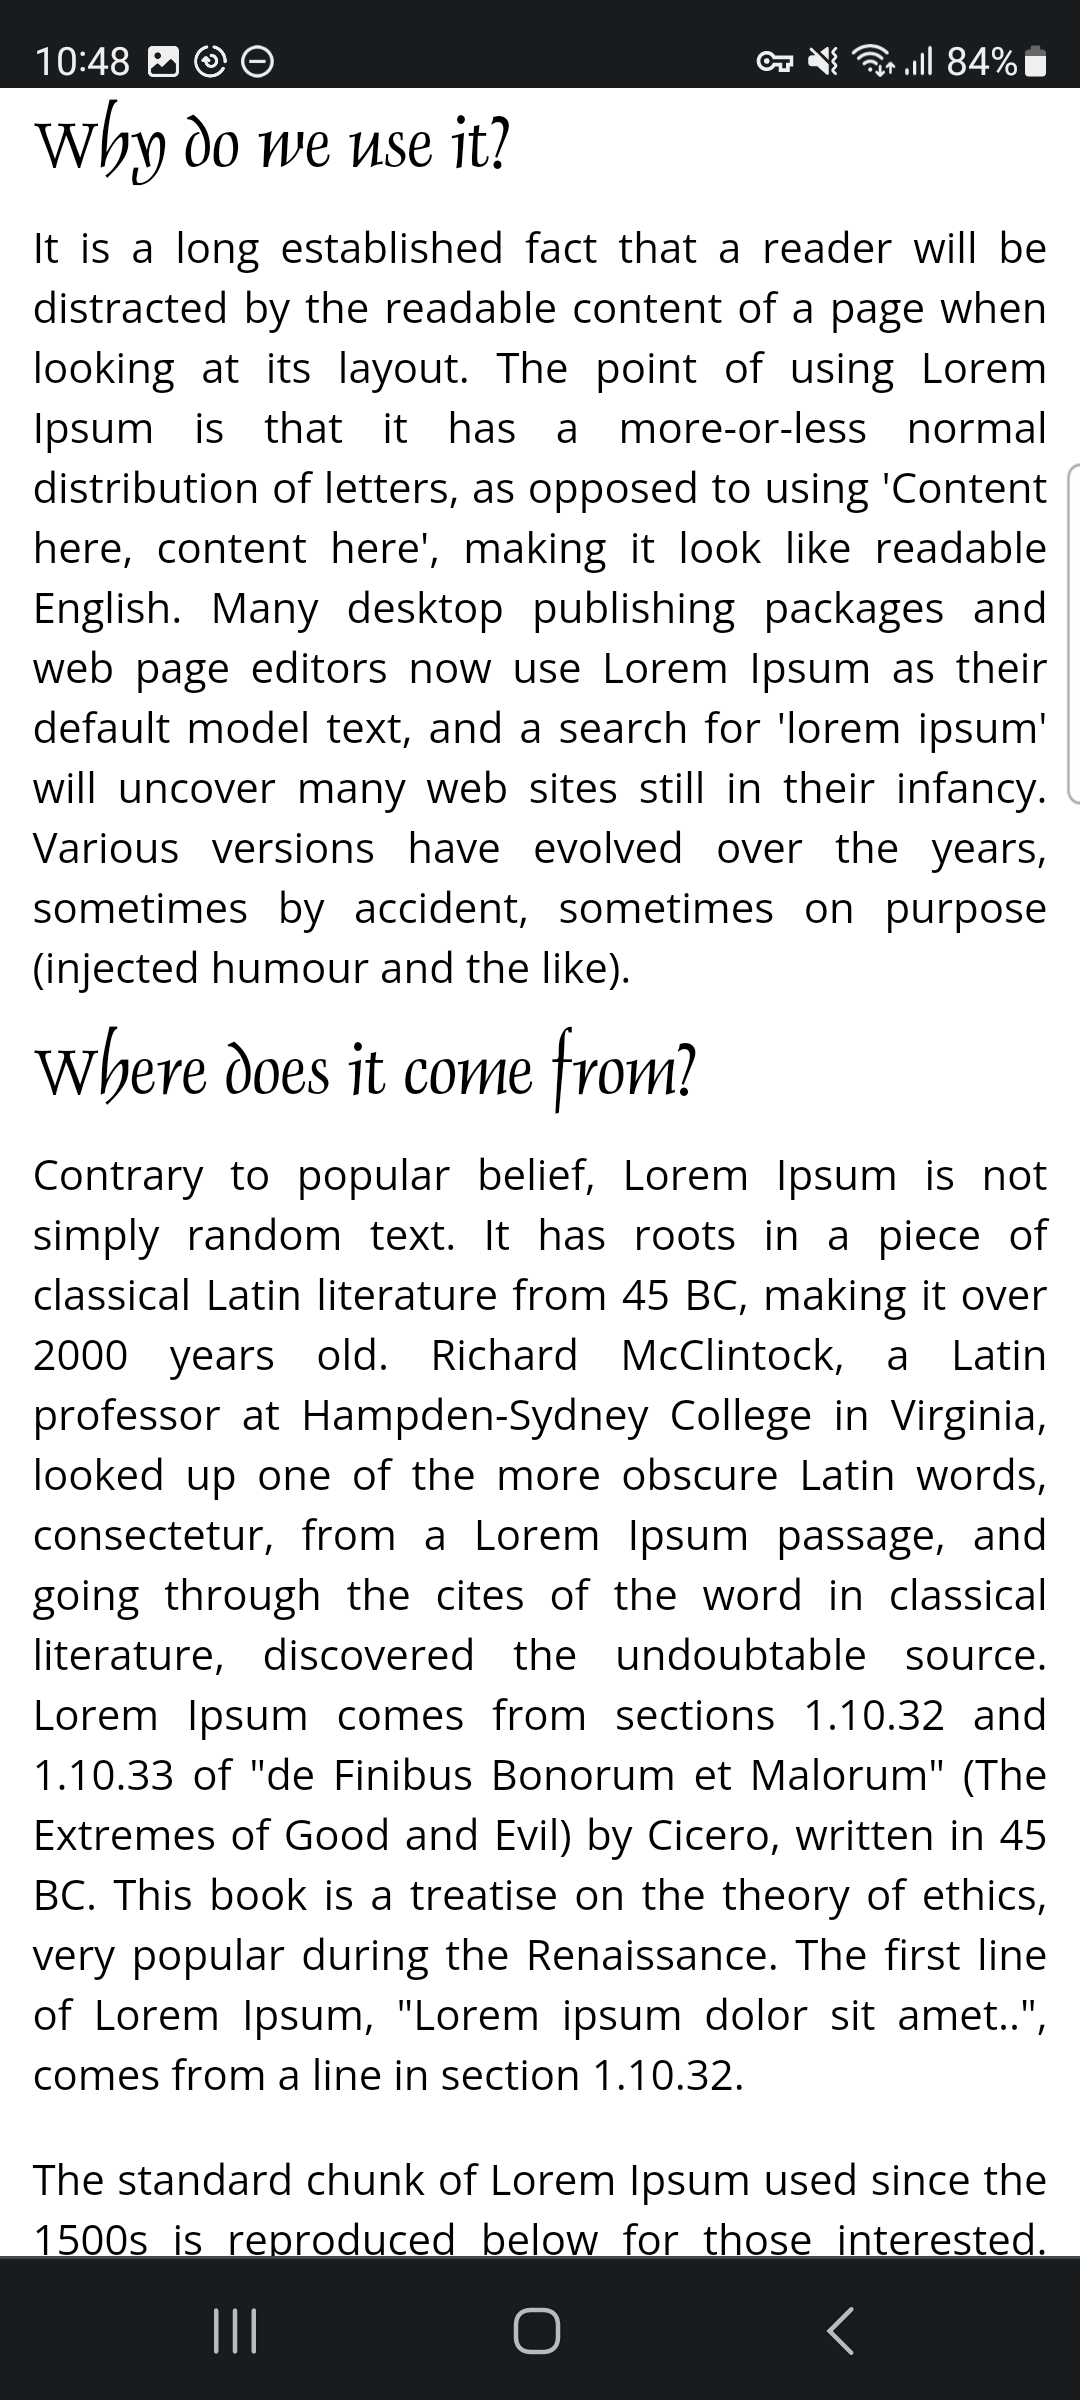 10:48
84%
Why do we use it?
It is a long established fact that a reader will be
distracted by the readable content of a page when
looking at its layout. The point of using Lorem
Ipsum is that it has a more-or-less normal
distribution of letters, as opposed to using 'Content
here, content here', making it look like readable
English. Many desktop publishing packages and
web page editors now use Lorem Ipsum as their
default model text, and a search for 'lorem ipsum'
will uncover many web sites still in their infancy.
Various versions have evolved over the years,
sometimes by accident, sometimes on purpose
(injected humour and the like).
Where does it come from?
Contrary to popular belief, Lorem Ipsum is not
simply random text. It has roots in a piece of
classical Latin literature from 45 BC, making it over
2000 years old. Richard McClintock, a Latin
professor at Hampden-Sydney College in Virginia,
looked up one of the more obscure Latin words,
consectetur, from a Lorem Ipsum passage, and
going through the cites of the word in classical
literature, discovered the undoubtable source.
Lorem Ipsum comes from sections 1.10.32 and
1.10.33 of "de Finibus Bonorum et Malorum" (The
Extremes of Good and Evil) by Cicero, written in 45
BC. This book is a treatise on the theory of ethics,
very popular during the Renaissance. The first line
of Lorem Ipsum, "Lorem ipsum dolor sit amet..",
comes from a line in section 1.10.32.
The standard chunk of Lorem Ipsum used since the
1500s is reproduced below for those interested.